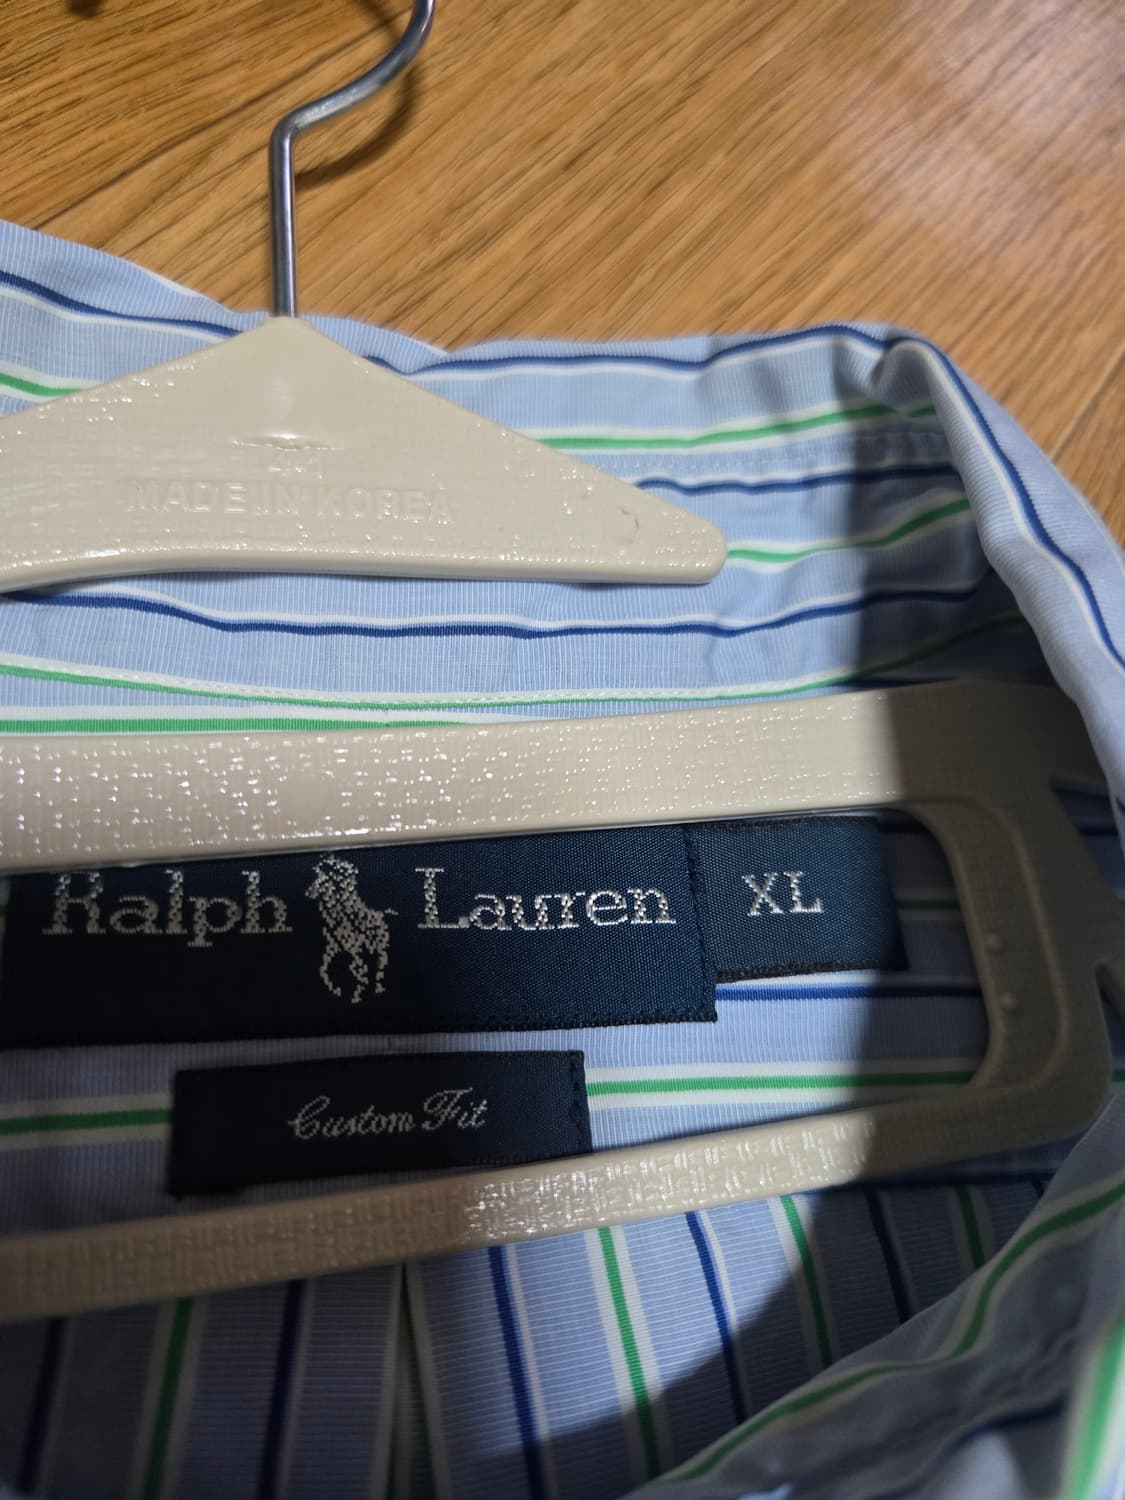 MADE IN KOREA
Ralph Lauren XL
Custom Fit